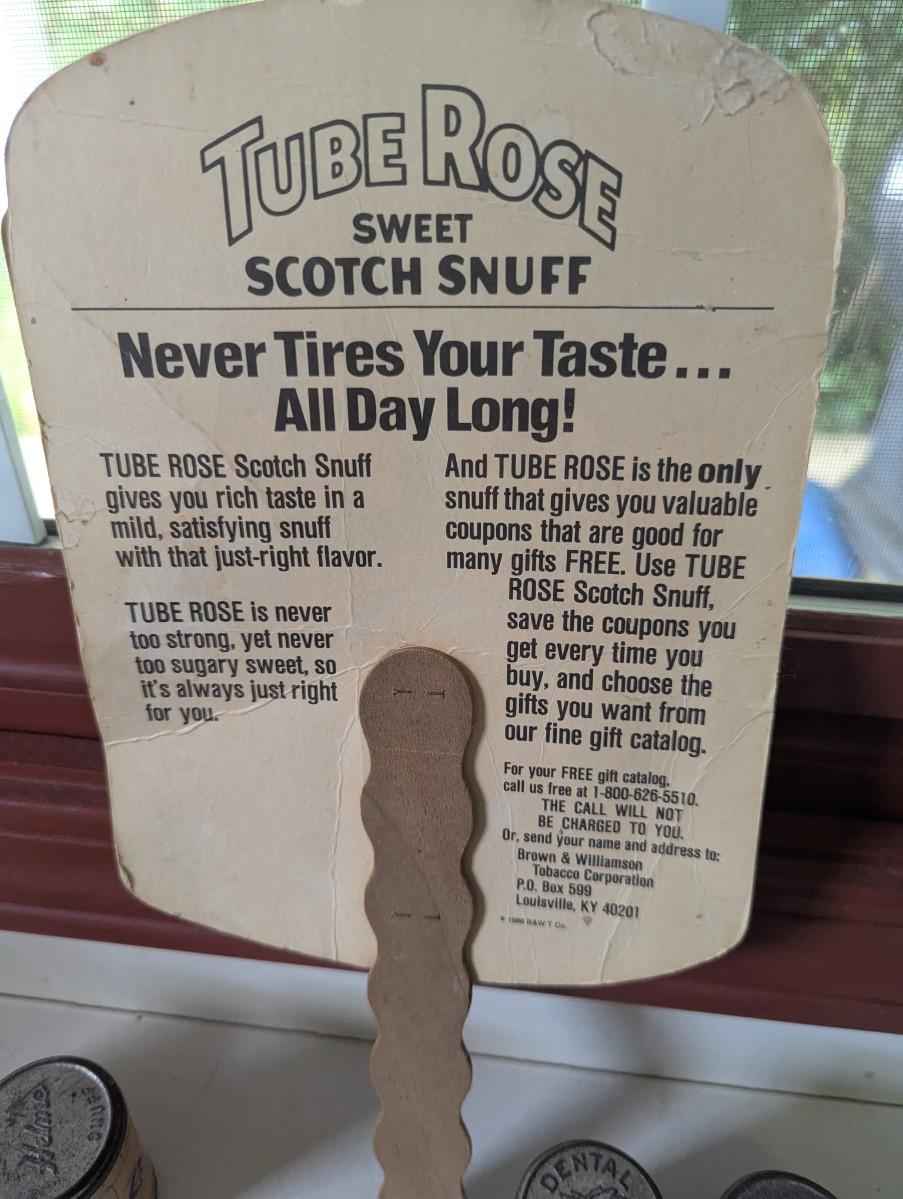 TUBE ROSE
SWEET
SCOTCH SNUFF
Never Tires Your Taste...
All Day Long!
TUBE ROSE Scotch Snuff
gives you rich taste in a
mild, satisfying snuff
with that just-right flavor.
TUBE ROSE is never
too strong, yet never
too sugary sweet, so
it's always just right
for you.
And TUBE ROSE is the only
snuff that gives you valuable
coupons that are good for
many gifts FREE. Use TUBE
ROSE Scotch Snuff,
save the coupons you
get every time you
buy, and choose the
gifts you want from
our fine gift catalog.
For your FREE gift catalog,
call us free at 1-800-626-5510.
THE CALL WILL NOT
BE CHARGED TO YOU.
Or, send your name and address to:
Brown & Williamson
Tobacco Corporation
P.O. Box 599
Louisville, KY 40201
B&W T Co.
DENTAL